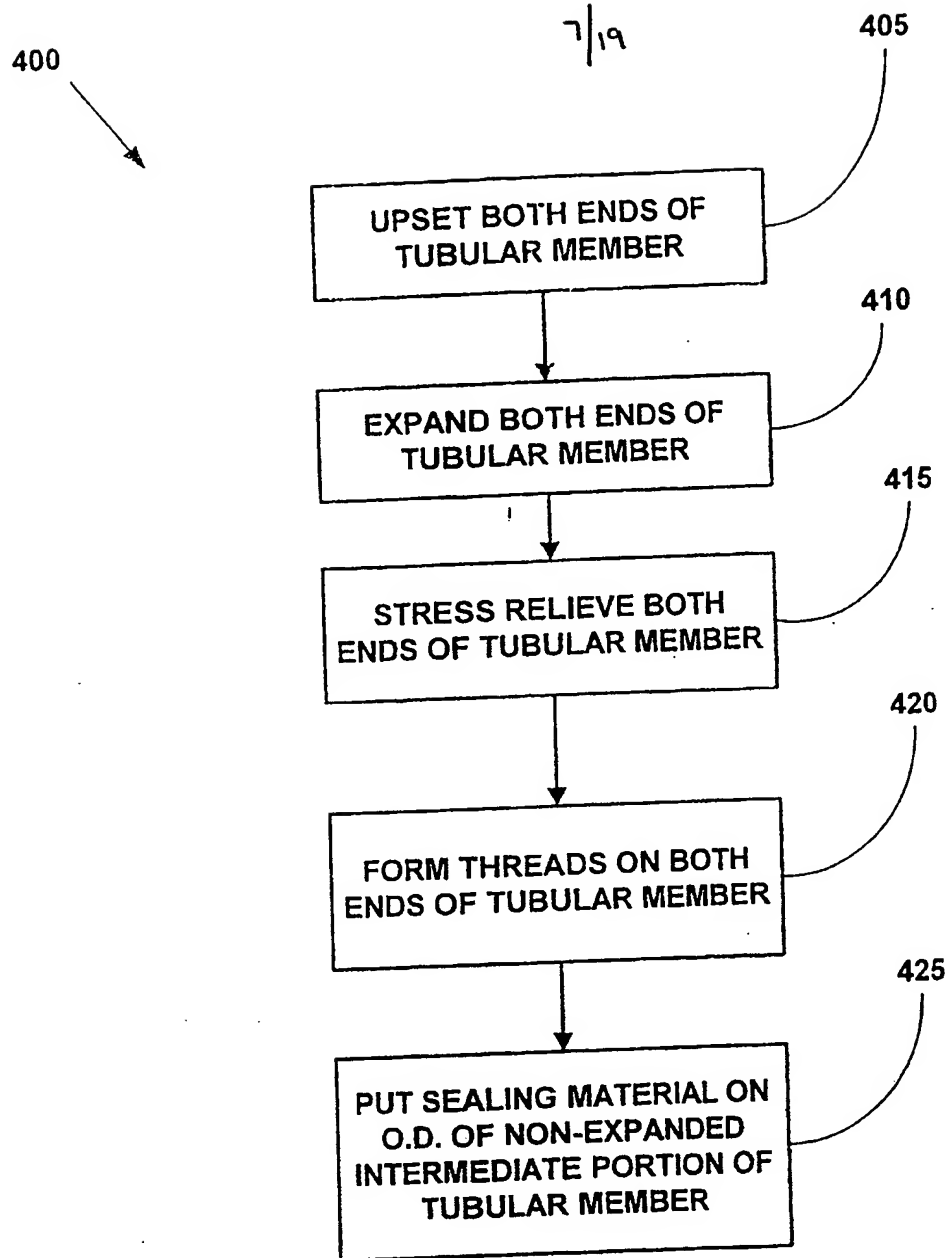 7/19
400
405
UPSET BOTH ENDS OF
TUBULAR MEMBER
410
EXPAND BOTH ENDS OF
TUBULAR MEMBER
415
STRESS RELIEVE BOTH
ENDS OF TUBULAR MEMBER
420
FORM THREADS ON BOTH
ENDS OF TUBULAR MEMBER
425
PUT SEALING MATERIAL ON
O.D. OF NON-EXPANDED
INTERMEDIATE PORTION OF
TUBULAR MEMBER